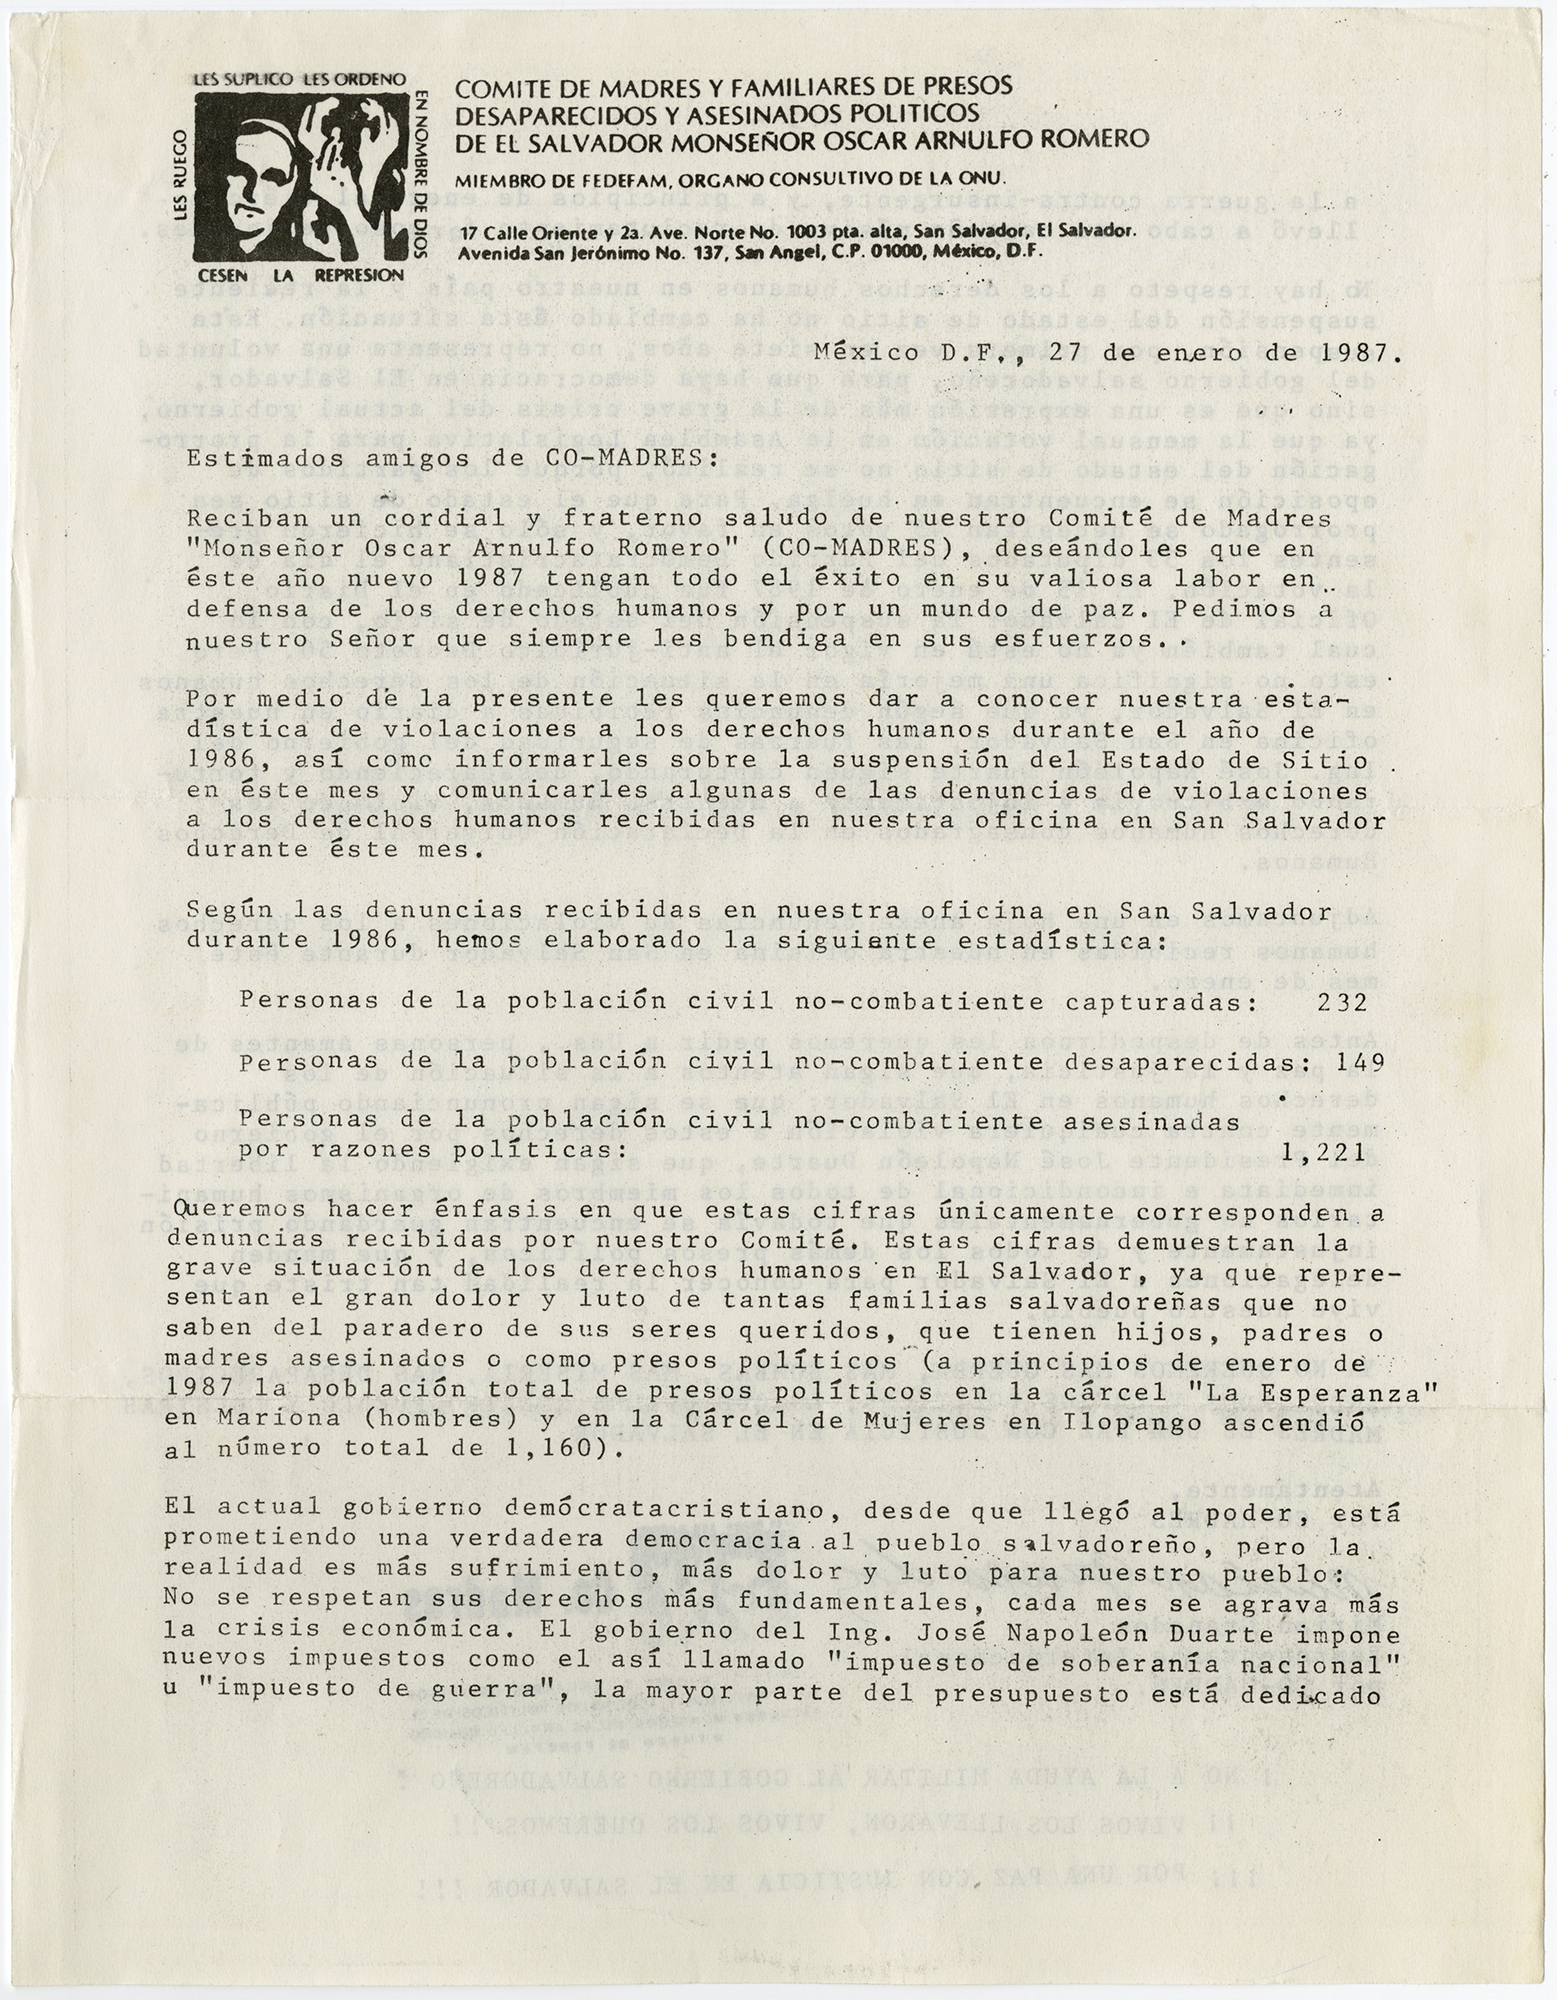 LES SUPLICO LES ORDENO
LES RUEGO
EN NOMBRE DE DIOS
CESEN LA REPRESION
COMITE DE MADRES Y FAMILIARES DE PRESOS
DESAPARECIDOS Y ASESINADOS POLITICOS
DE EL SALVADOR MONSEÑOR OSCAR ARNULFO ROMERO
MIEMBRO DE FEDEFAM, ORGANO CONSULTIVO DE LA ONU.
17 Calle Oriente y 2a. Ave. Norte No. 1003 pta. alta, San Salvador, El Salvador.
Avenida San Jerónimo No. 137, San Angel, C.P. 01000, México, D.F.
México D.F., 27 de enero de 1987.
Estimados amigos de CO-MADRES:
Reciban un cordial y fraterno saludo de nuestro Comité de Madres
"Monseñor Oscar Arnulfo Romero" (CO-MADRES), deseándoles que en
éste año nuevo 1987 tengan todo el éxito en su valiosa labor en
defensa de los derechos humanos y por un mundo de paz. Pedimos a
nuestro Señor que siempre les bendiga en sus esfuerzos.
Por medio de la presente les queremos dar a conocer nuestra esta-
dística de violaciones a los derechos humanos durante el año de
1986, así como informarles sobre la suspensión del Estado de Sitio
en éste mes y comunicarles algunas de las denuncias de violaciones
a los derechos humanos recibidas en nuestra oficina en San Salvador
durante éste mes.
Según las denuncias recibidas en nuestra oficina en San Salvador
durante 1986, hemos elaborado la siguiente estadística:
Personas de la población civil no-combatiente capturadas: 232
Personas de la población civil no-combatiente desaparecidas: 149
Personas de la población civil no-combatiente asesinadas
por razones políticas: 1,221
Queremos hacer énfasis en que estas cifras únicamente corresponden a
denuncias recibidas por nuestro Comité. Estas cifras demuestran la
grave situación de los derechos humanos en El Salvador, ya que repre-
sentan el gran dolor y luto de tantas familias salvadoreñas que no
saben del paradero de sus seres queridos, que tienen hijos, padres o
madres asesinados o como presos políticos (a principios de enero de
1987 la población total de presos políticos en la cárcel "La Esperanza"
en Mariona (hombres) y en la Cárcel de Mujeres en Ilopango ascendió
al número total de 1,160).
El actual gobierno demócratacristiano, desde que llegó al poder, está
prometiendo una verdadera democracia al pueblo salvadoreño, pero la
realidad es más sufrimiento, más dolor y luto para nuestro pueblo:
No se respetan sus derechos más fundamentales, cada mes se agrava más
la crisis económica. El gobierno del Ing. José Napoleón Duarte impone
nuevos impuestos como el así llamado "impuesto de soberanía nacional"
u "impuesto de guerra", la mayor parte del presupuesto está dedicado